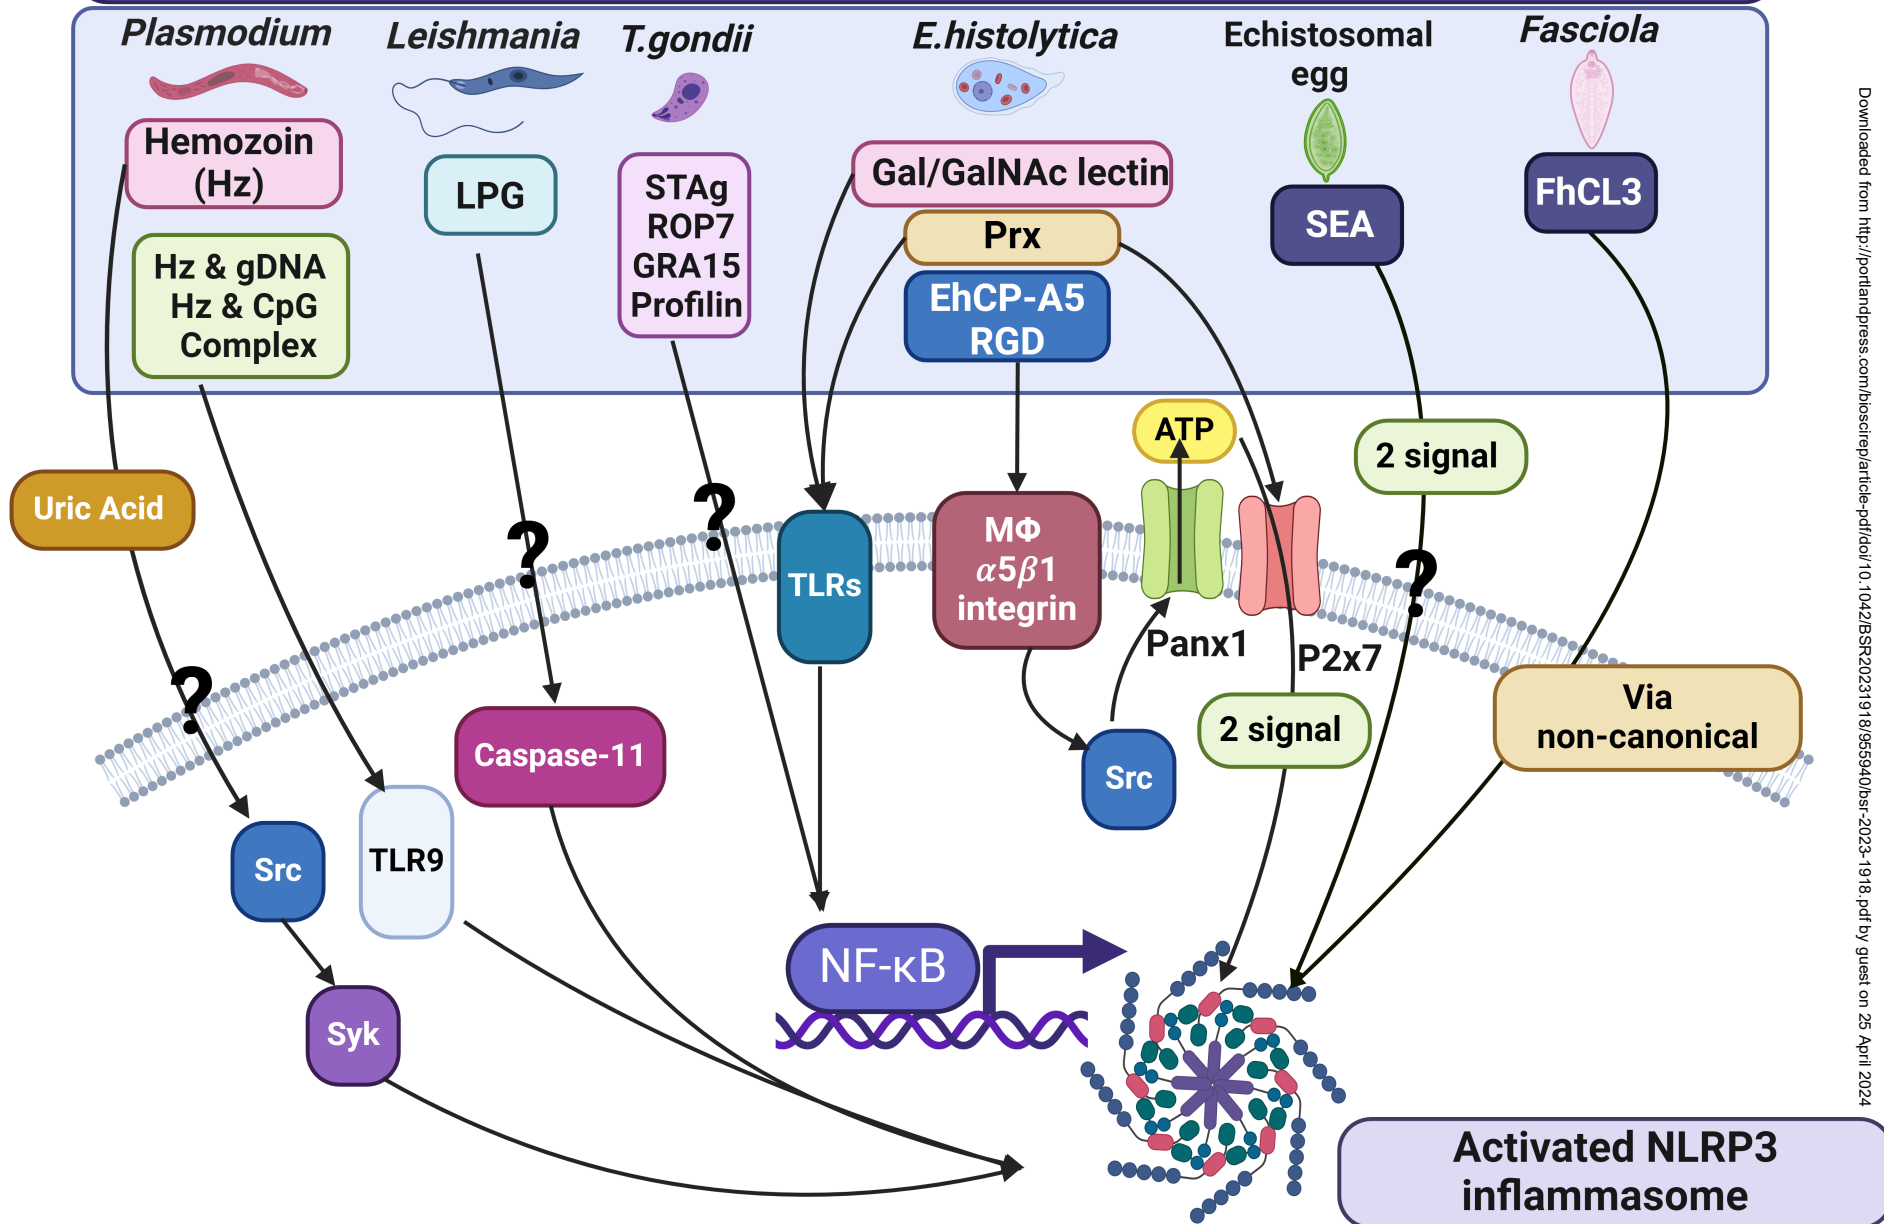 Plasmodium
Leishmania
T.gondii
E.histolytica
Echistosomal
egg
Fasciola
Hemozoin
(Hz)
Hz & gDNA
Hz & CpG
Complex
LPG
STAg
ROP7
GRA15
Profilin
Gal/GalNAc lectin
Prx
EhCP-A5
RGD
SEA
FhCL3
ATP
2 signal
Uric Acid
?
?
?
?
TLRs
MΦ
α5β1
integrin
Panx1
P2x7
2 signal
Via
non-canonical
Caspase-11
Src
Src
TLR9
Syk
NF-κB
Activated NLRP3
inflammasome
Downloaded from http://portlandpress.com/bioscirep/article-pdf/doi/10.1042/BSR20231918/955940/bsr-2023-1918.pdf by guest on 25 April 2024